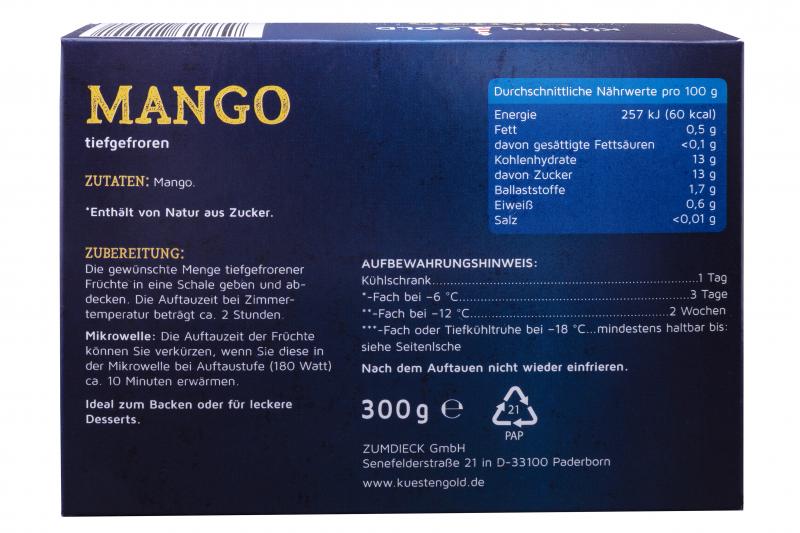 KÜSTENGOLD
MANGO
tiefgefroren
ZUTATEN: Mango.
*Enthält von Natur aus Zucker.
ZUBEREITUNG:
Die gewünschte Menge tiefgefrorener
Früchte in eine Schale geben und ab-
decken. Die Auftauzeit bei Zimmer-
temperatur beträgt ca. 2 Stunden.
Mikrowelle: Die Auftauzeit der Früchte
können Sie verkürzen, wenn Sie diese in
der Mikrowelle bei Auftaustufe (180 Watt)
ca. 10 Minuten erwärmen.
Ideal zum Backen oder für leckere
Desserts.
Durchschnittliche Nährwerte pro 100 g
Energie 257 kJ (60 kcal)
Fett 0,5 g
davon gesättigte Fettsäuren <0,1 g
Kohlenhydrate 13 g
davon Zucker 13 g
Ballaststoffe 1,7 g
Eiweiß 0,6 g
Salz <0,01 g
AUFBEWAHRUNGSHINWEIS:
Kühlschrank...1 Tag
*-Fach bei –6 °C...3 Tage
**-Fach bei –12 °C...2 Wochen
***-Fach oder Tiefkühltruhe bei –18 °C...mindestens haltbar bis:
siehe Seitenlsche
Nach dem Auftauen nicht wieder einfrieren.
300 g ℮
21
PAP
ZUMDIECK GmbH
Senefelderstraße 21 in D-33100 Paderborn
www.kuestengold.de